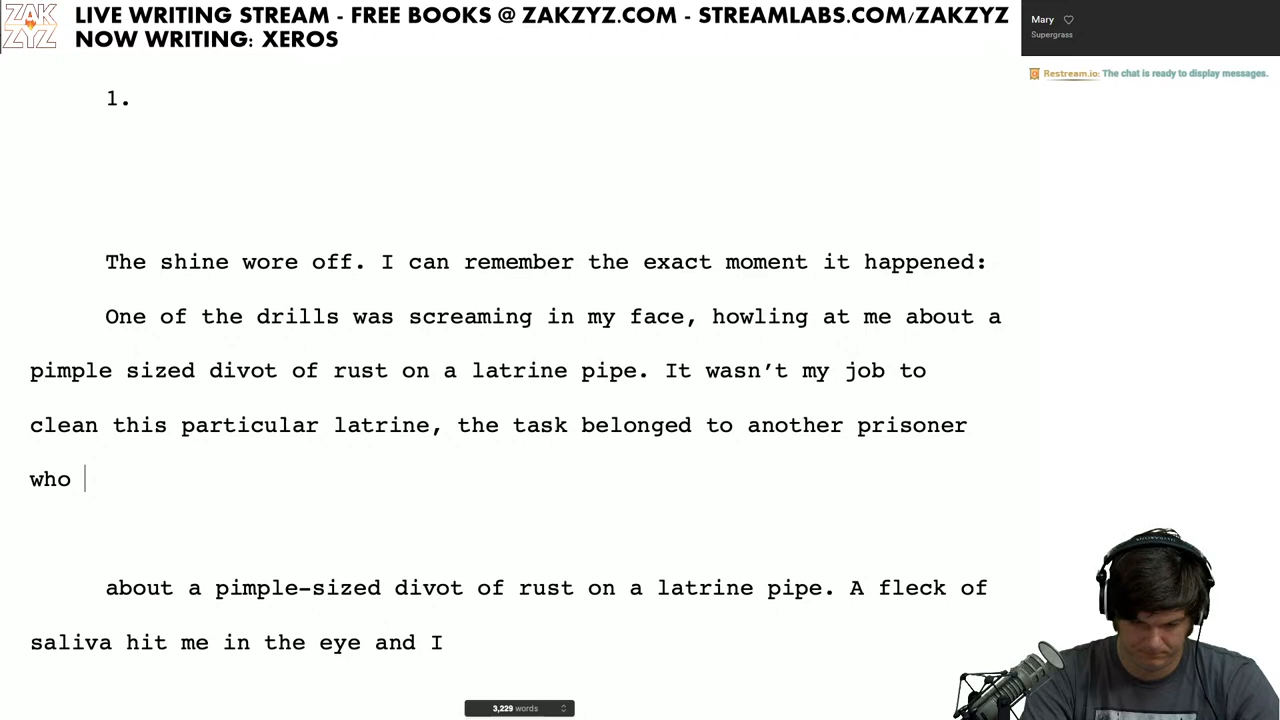 ZAK
ZYZ
LIVE WRITING STREAM - FREE BOOKS @ ZAKZYZ.COM - STREAMLABS.COM/ZAKZYZ
NOW WRITING: XEROS
Mary
Supergrass
Restream.io: The chat is ready to display messages.
1.
The shine wore off. I can remember the exact moment it happened:
One of the drills was screaming in my face, howling at me about a
pimple sized divot of rust on a latrine pipe. It wasn’t my job to
clean this particular latrine, the task belonged to another prisoner
who
about a pimple-sized divot of rust on a latrine pipe. A fleck of
saliva hit me in the eye and I
3,229 words